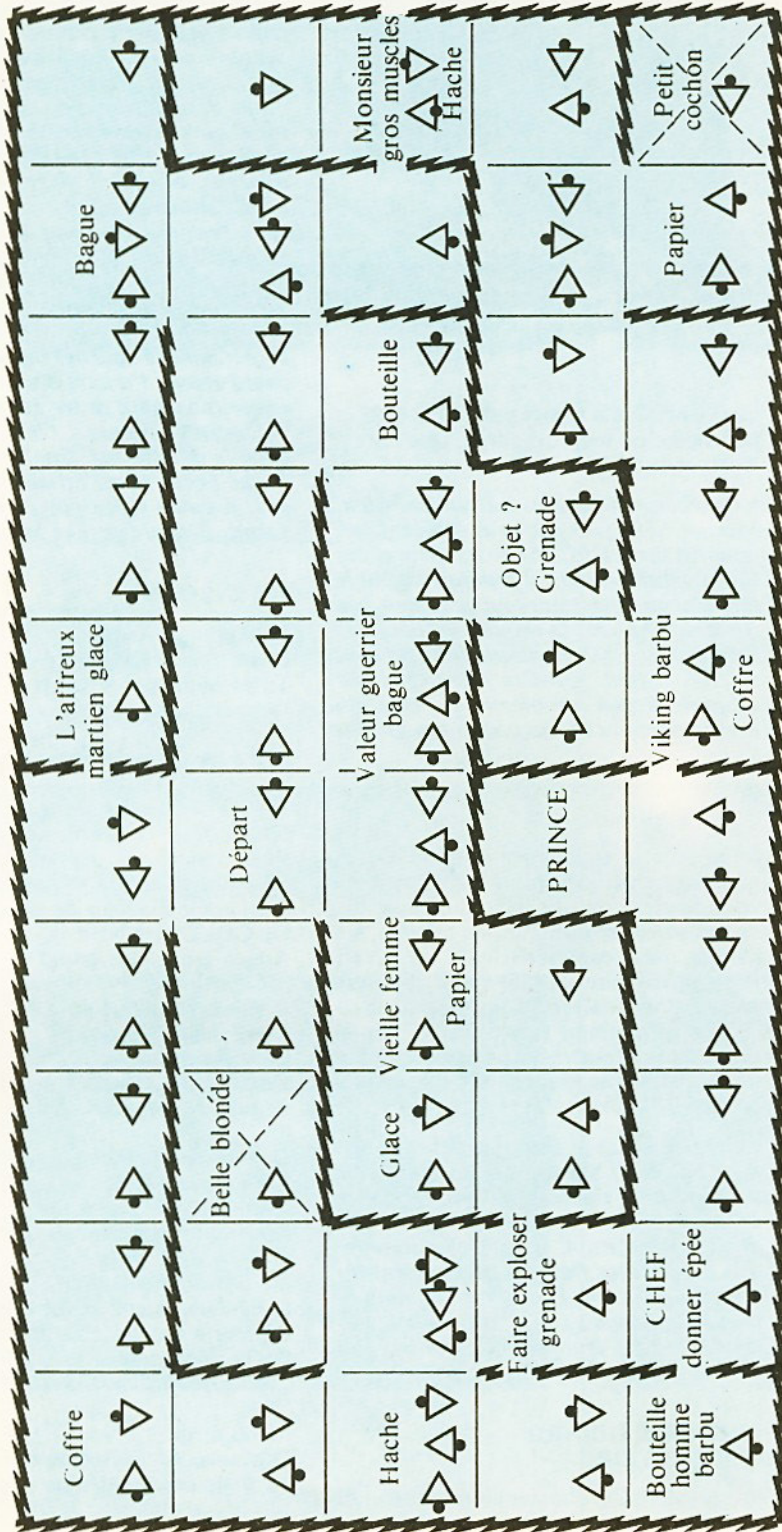 Coffre
L'affreux
martien glace
Bague
Belle blonde
Départ
Hache
Glace
Vieille femme
Papier
Valeur guerrier
bague
Bouteille
Monsieur
gros muscles
Hache
Faire exploser
grenade
PRINCE
Objet ?
Grenade
Bouteille
homme
barbu
CHEF
donner épée
Viking barbu
Coffre
Papier
Petit
cochon